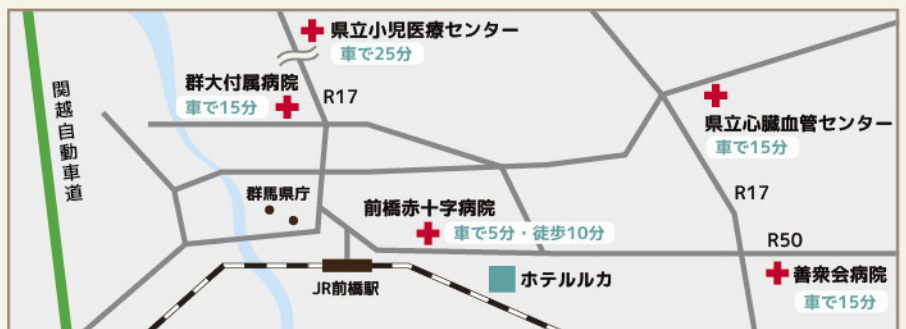 県立小児医療センター
車で25分
群大付属病院
車で15分
R17
関越自動車道
県立心臓血管センター
車で15分
群馬県庁
前橋赤十字病院
車で5分・徒歩10分
R17
R50
JR前橋駅
ホテルルカ
善衆会病院
車で15分